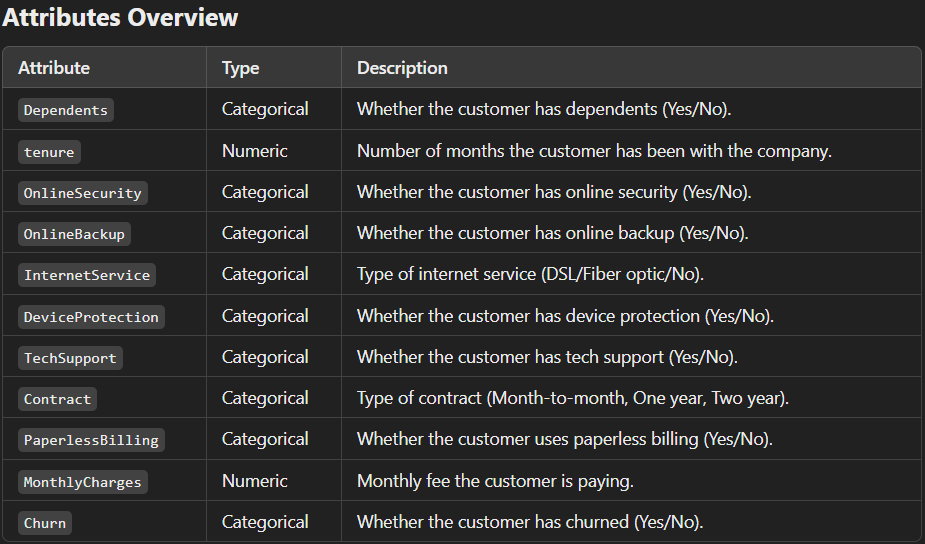 Attributes Overview
Attribute Type Description
Dependents Categorical Whether the customer has dependents (Yes/No).
tenure Numeric Number of months the customer has been with the company.
OnlineSecurity Categorical Whether the customer has online security (Yes/No).
OnlineBackup Categorical Whether the customer has online backup (Yes/No).
InternetService Categorical Type of internet service (DSL/Fiber optic/No).
DeviceProtection Categorical Whether the customer has device protection (Yes/No).
TechSupport Categorical Whether the customer has tech support (Yes/No).
Contract Categorical Type of contract (Month-to-month, One year, Two year).
PaperlessBilling Categorical Whether the customer uses paperless billing (Yes/No).
MonthlyCharges Numeric Monthly fee the customer is paying.
Churn Categorical Whether the customer has churned (Yes/No).